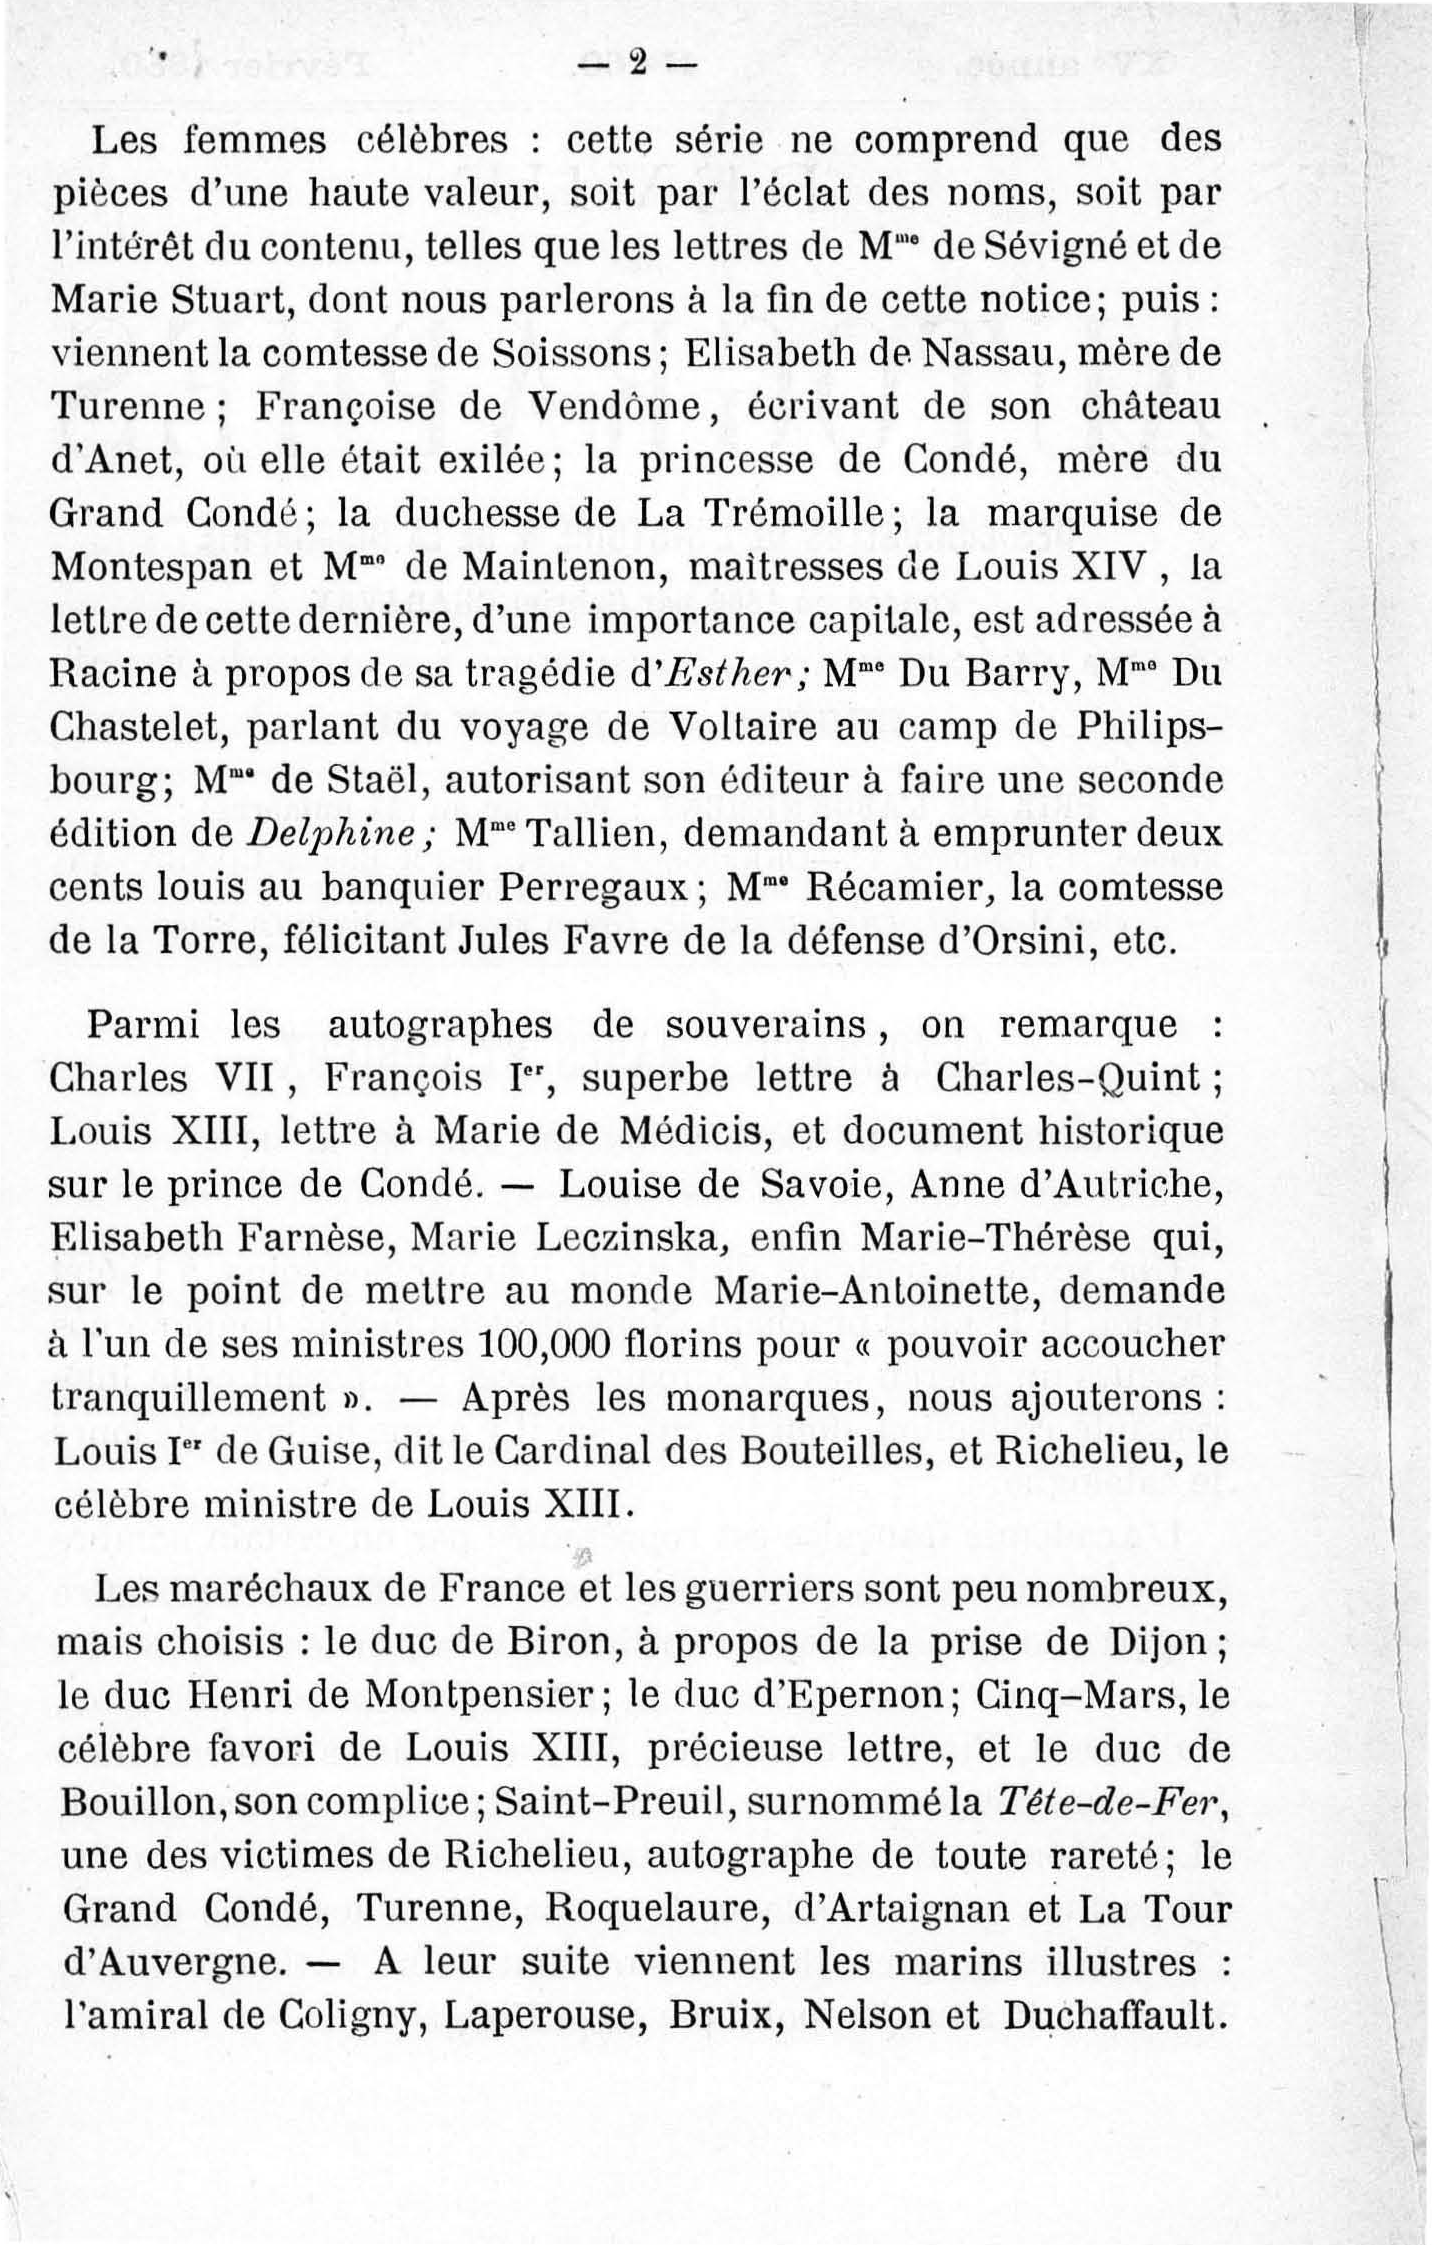 — 2 —
Les femmes célèbres : cette série ne comprend que des
pièces d'une haute valeur, soit par l'éclat des noms, soit par
l'intérêt du contenu, telles que les lettres de Mme de Sévigné et de
Marie Stuart, dont nous parlerons à la fin de cette notice; puis :
viennent la comtesse de Soissons; Elisabeth de Nassau, mère de
Turenne; Françoise de Vendôme, écrivant de son château
d'Anet, où elle était exilée; la princesse de Condé, mère du
Grand Condé; la duchesse de La Trémoille; la marquise de
Montespan et Mme de Maintenon, maîtresses de Louis XIV, la
lettre de cette dernière, d'une importance capitale, est adressée à
Racine à propos de sa tragédie d'Esther; Mme Du Barry, Mme Du
Chastelet, parlant du voyage de Voltaire au camp de Philips-
bourg; Mme de Staël, autorisant son éditeur à faire une seconde
édition de Delphine; Mme Tallien, demandant à emprunter deux
cents louis au banquier Perregaux; Mme Récamier, la comtesse
de la Torre, félicitant Jules Favre de la défense d'Orsini, etc.
Parmi les autographes de souverains, on remarque :
Charles VII, François Ier, superbe lettre à Charles-Quint;
Louis XIII, lettre à Marie de Médicis, et document historique
sur le prince de Condé. — Louise de Savoie, Anne d'Autriche,
Elisabeth Farnèse, Marie Leczinska, enfin Marie-Thérèse qui,
sur le point de mettre au monde Marie-Antoinette, demande
à l'un de ses ministres 100,000 florins pour « pouvoir accoucher
tranquillement ». — Après les monarques, nous ajouterons :
Louis Ier de Guise, dit le Cardinal des Bouteilles, et Richelieu, le
célèbre ministre de Louis XIII.
Les maréchaux de France et les guerriers sont peu nombreux,
mais choisis : le duc de Biron, à propos de la prise de Dijon;
le duc Henri de Montpensier; le duc d'Epernon; Cinq-Mars, le
célèbre favori de Louis XIII, précieuse lettre, et le duc de
Bouillon, son complice; Saint-Preuil, surnommé la Tête-de-Fer,
une des victimes de Richelieu, autographe de toute rareté; le
Grand Condé, Turenne, Roquelaure, d'Artaignan et La Tour
d'Auvergne. — A leur suite viennent les marins illustres :
l'amiral de Coligny, Laperouse, Bruix, Nelson et Duchaffault.